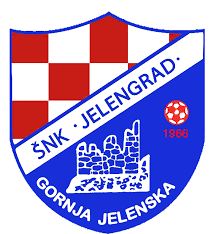 ŠNK · JELENGRAD ·
1966
GORNJA JELENSKA